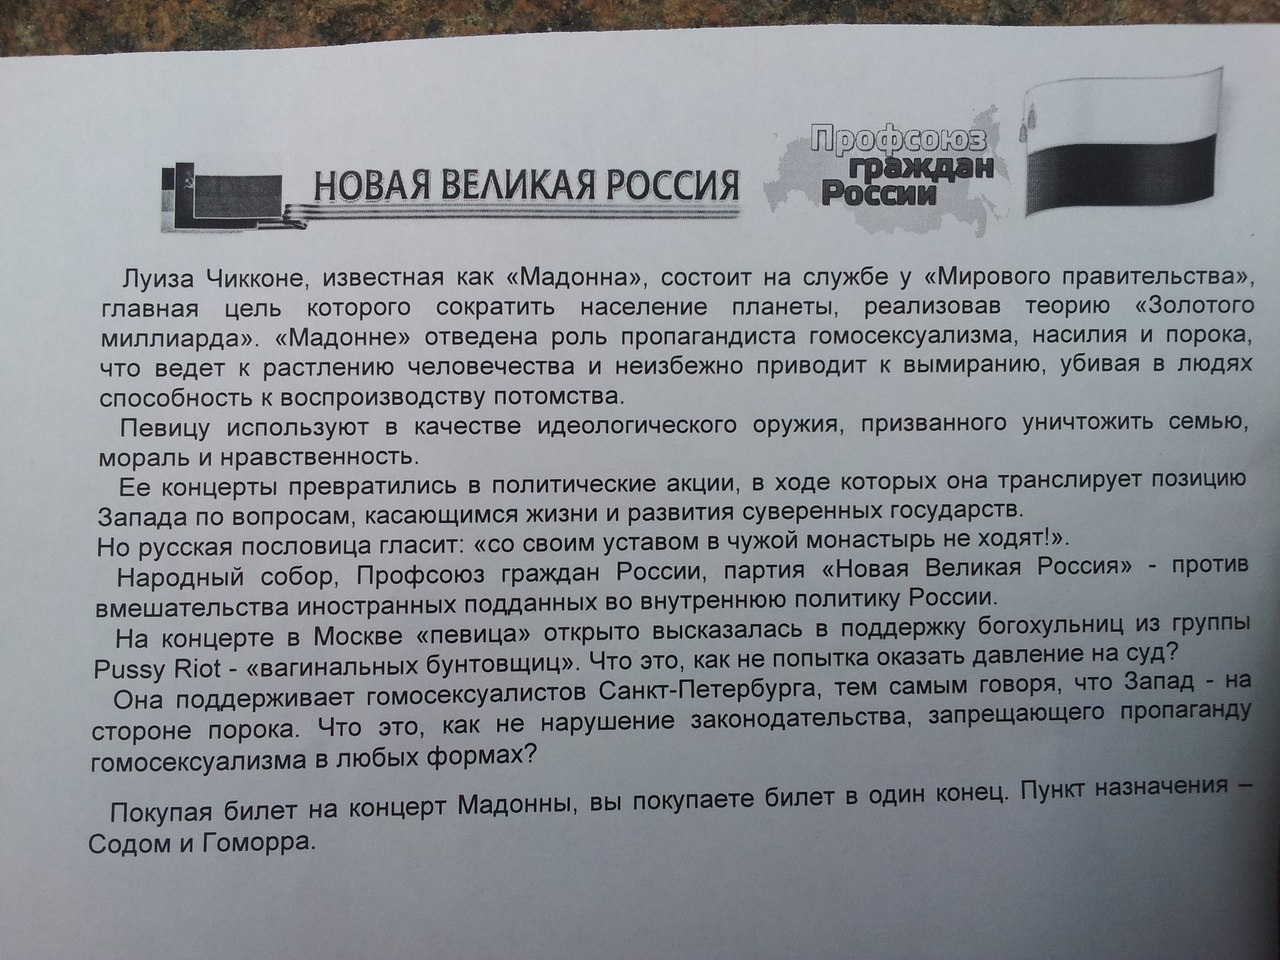 НОВАЯ ВЕЛИКАЯ РОССИЯ
Профсоюз
граждан
России
Луиза Чикконе, известная как «Мадонна», состоит на службе у «Мирового правительства»,
главная цель которого сократить население планеты, реализовав теорию «Золотого
миллиарда». «Мадонне» отведена роль пропагандиста гомосексуализма, насилия и порока,
что ведет к растлению человечества и неизбежно приводит к вымиранию, убивая в людях
способность к воспроизводству потомства.
Певицу используют в качестве идеологического оружия, призванного уничтожить семью,
мораль и нравственность.
Ее концерты превратились в политические акции, в ходе которых она транслирует позицию
Запада по вопросам, касающимся жизни и развития суверенных государств.
Но русская пословица гласит: «со своим уставом в чужой монастырь не ходят!».
Народный собор, Профсоюз граждан России, партия «Новая Великая Россия» - против
вмешательства иностранных подданных во внутреннюю политику России.
На концерте в Москве «певица» открыто высказалась в поддержку богохульниц из группы
Pussy Riot - «вагинальных бунтовщиц». Что это, как не попытка оказать давление на суд?
Она поддерживает гомосексуалистов Санкт-Петербурга, тем самым говоря, что Запад - на
стороне порока. Что это, как не нарушение законодательства, запрещающего пропаганду
гомосексуализма в любых формах?
Покупая билет на концерт Мадонны, вы покупаете билет в один конец. Пункт назначения –
Содом и Гоморра.